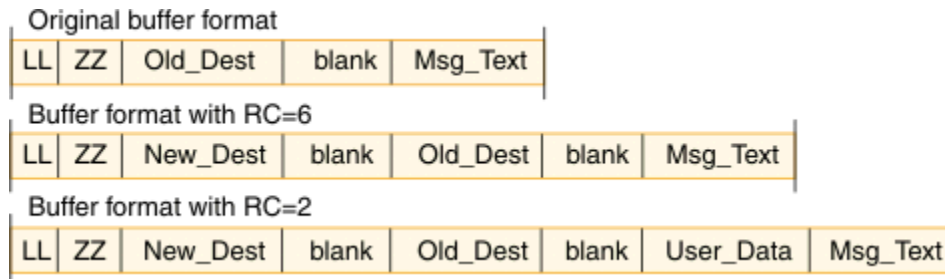 Original buffer format
LL ZZ Old_Dest blank Msg_Text
Buffer format with RC=6
LL ZZ New_Dest blank Old_Dest blank Msg_Text
Buffer format with RC=2
LL ZZ New_Dest blank Old_Dest blank User_Data Msg_Text